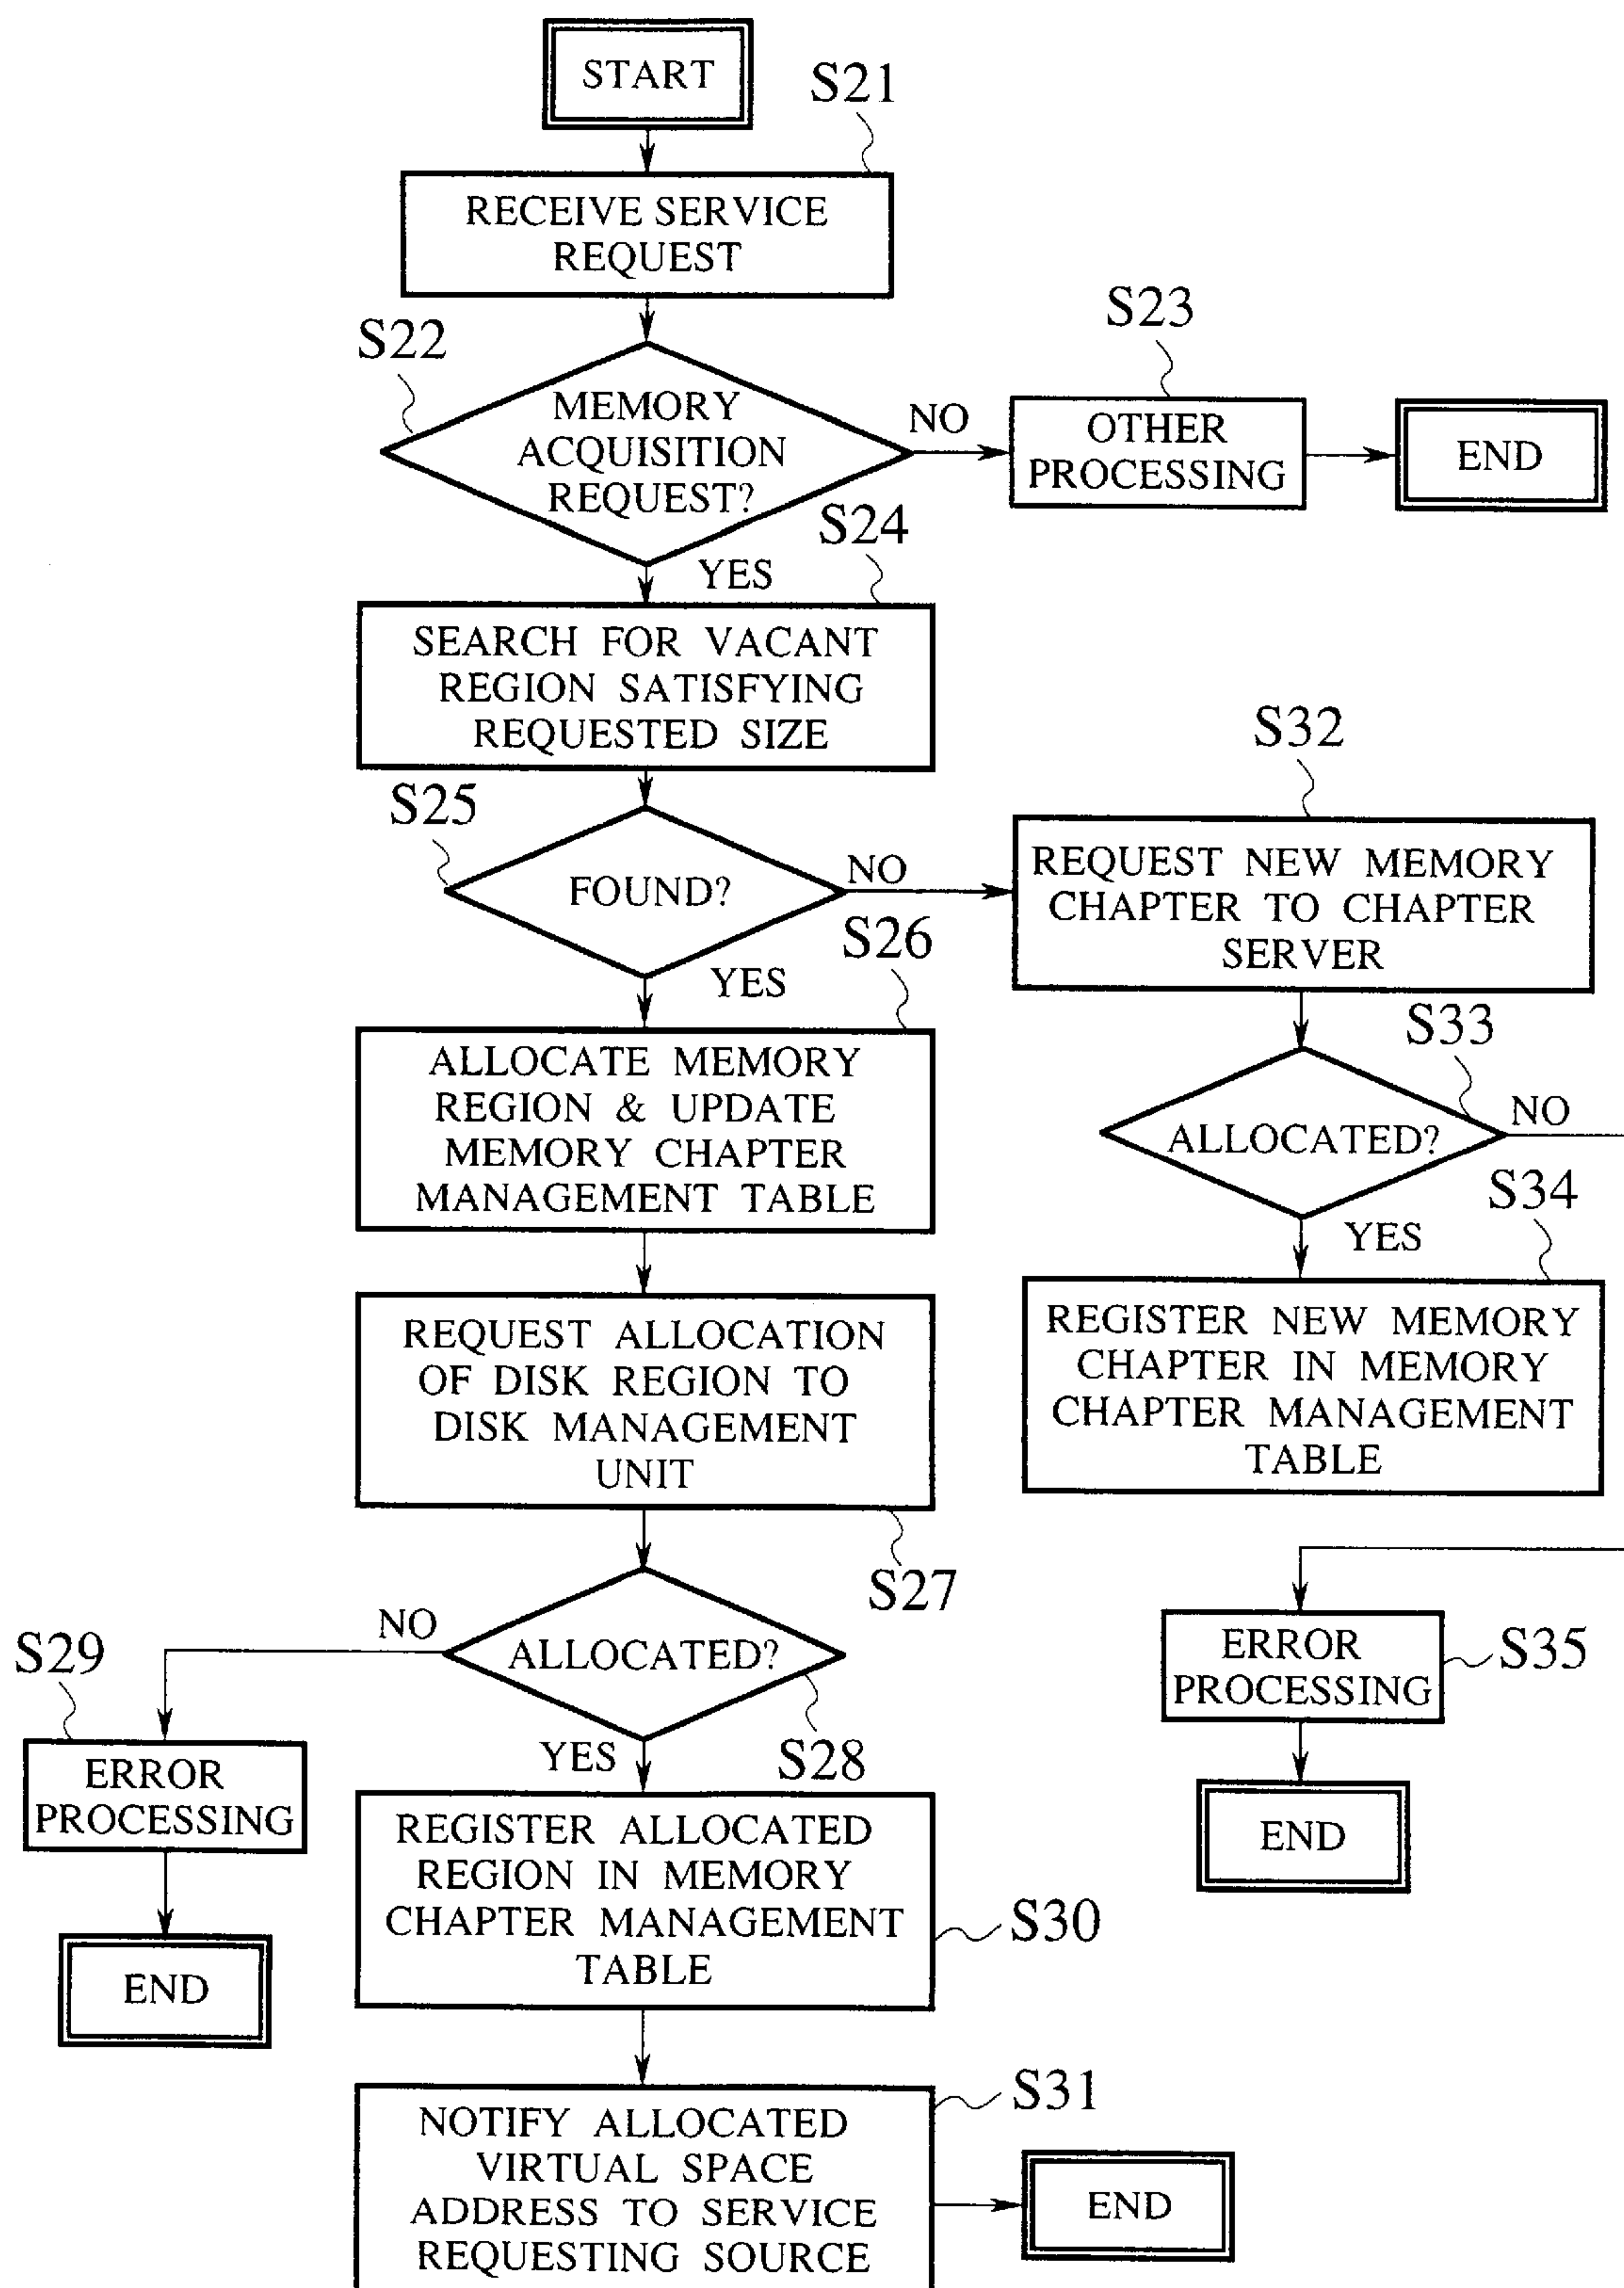 START
S21
RECEIVE SERVICE
REQUEST
S22
MEMORY
ACQUISITION
REQUEST?
NO
S23
OTHER
PROCESSING
END
YES
S24
SEARCH FOR VACANT
REGION SATISFYING
REQUESTED SIZE
S25
FOUND?
NO
S32
REQUEST NEW MEMORY
CHAPTER TO CHAPTER
SERVER
YES
S26
ALLOCATE MEMORY
REGION & UPDATE
MEMORY CHAPTER
MANAGEMENT TABLE
S33
ALLOCATED?
NO
YES
S34
REGISTER NEW MEMORY
CHAPTER IN MEMORY
CHAPTER MANAGEMENT
TABLE
REQUEST ALLOCATION
OF DISK REGION TO
DISK MANAGEMENT
UNIT
S27
ALLOCATED?
S28
NO
S29
ERROR
PROCESSING
END
YES
REGISTER ALLOCATED
REGION IN MEMORY
CHAPTER MANAGEMENT
TABLE
S30
ERROR
PROCESSING
S35
END
NOTIFY ALLOCATED
VIRTUAL SPACE
ADDRESS TO SERVICE
REQUESTING SOURCE
S31
END